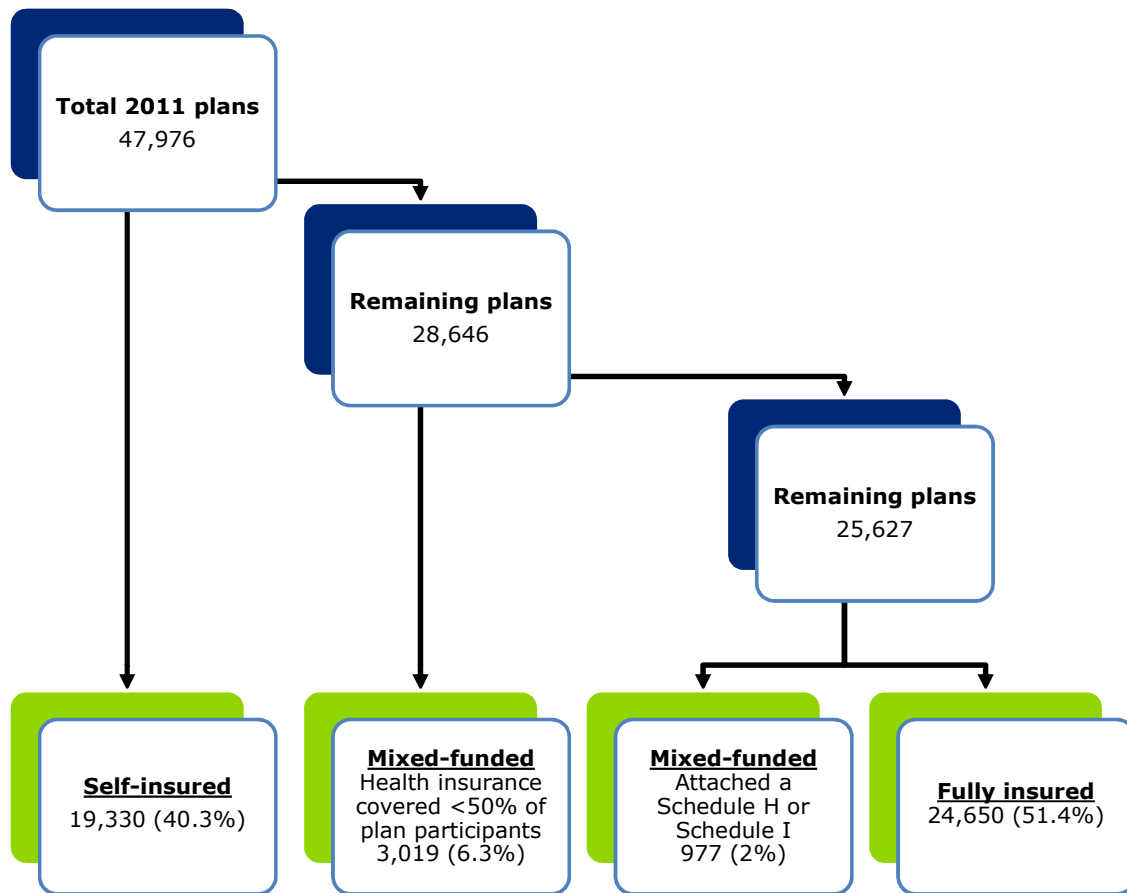 Total 2011 plans
47,976
Remaining plans
28,646
Remaining plans
25,627
Self-insured
19,330 (40.3%)
Mixed-funded
Health insurance
covered <50% of
plan participants
3,019 (6.3%)
Mixed-funded
Attached a
Schedule H or
Schedule I
977 (2%)
Fully insured
24,650 (51.4%)